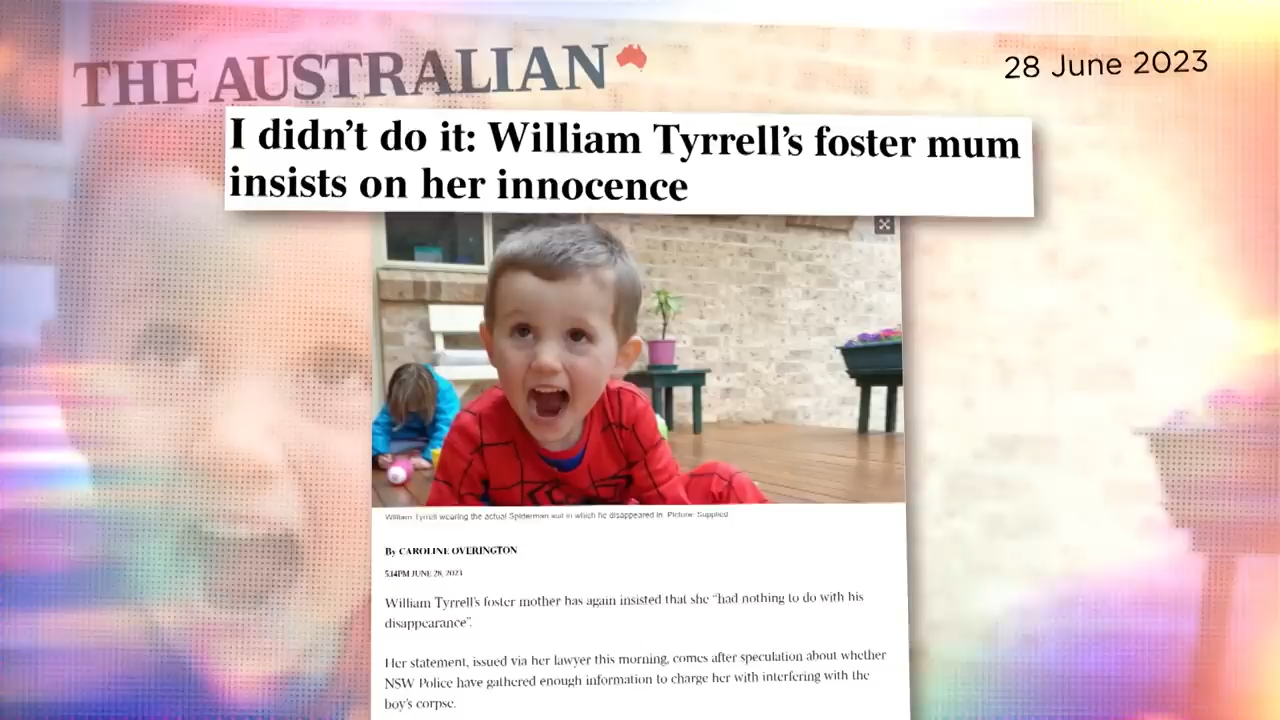 THE AUSTRALIAN
28 June 2023
I didn't do it: William Tyrrell's foster mum
insists on her innocence
William Tyrrell wearing the actual Spiderman suit in which he disappeared in. Picture: Supplied
By CAROLINE OVERINGTON
5:14PM JUNE 28, 2023
William Tyrrell's foster mother has again insisted that she "had nothing to do with his
disappearance".
Her statement, issued via her lawyer this morning, comes after speculation about whether
NSW Police have gathered enough information to charge her with interfering with the
boy's corpse.